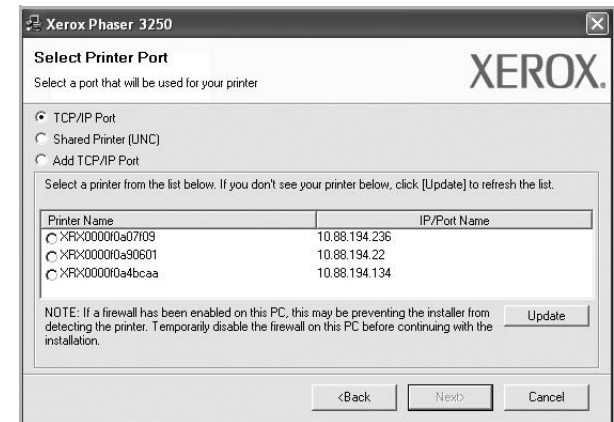 Xerox Phaser 3250
Select Printer Port
Select a port that will be used for your printer
XEROX.
TCP/IP Port
Shared Printer (UNC)
Add TCP/IP Port
Select a printer from the list below. If you don't see your printer below, click [Update] to refresh the list.
Printer Name IP/Port Name
XRX0000f0a07f09 10.88.194.236
XRX0000f0a90601 10.88.194.22
XRX0000f0a4bcaa 10.88.194.134
NOTE: If a firewall has been enabled on this PC, this may be preventing the installer from
detecting the printer. Temporarily disable the firewall on this PC before continuing with the
installation.
Update
<Back Next> Cancel